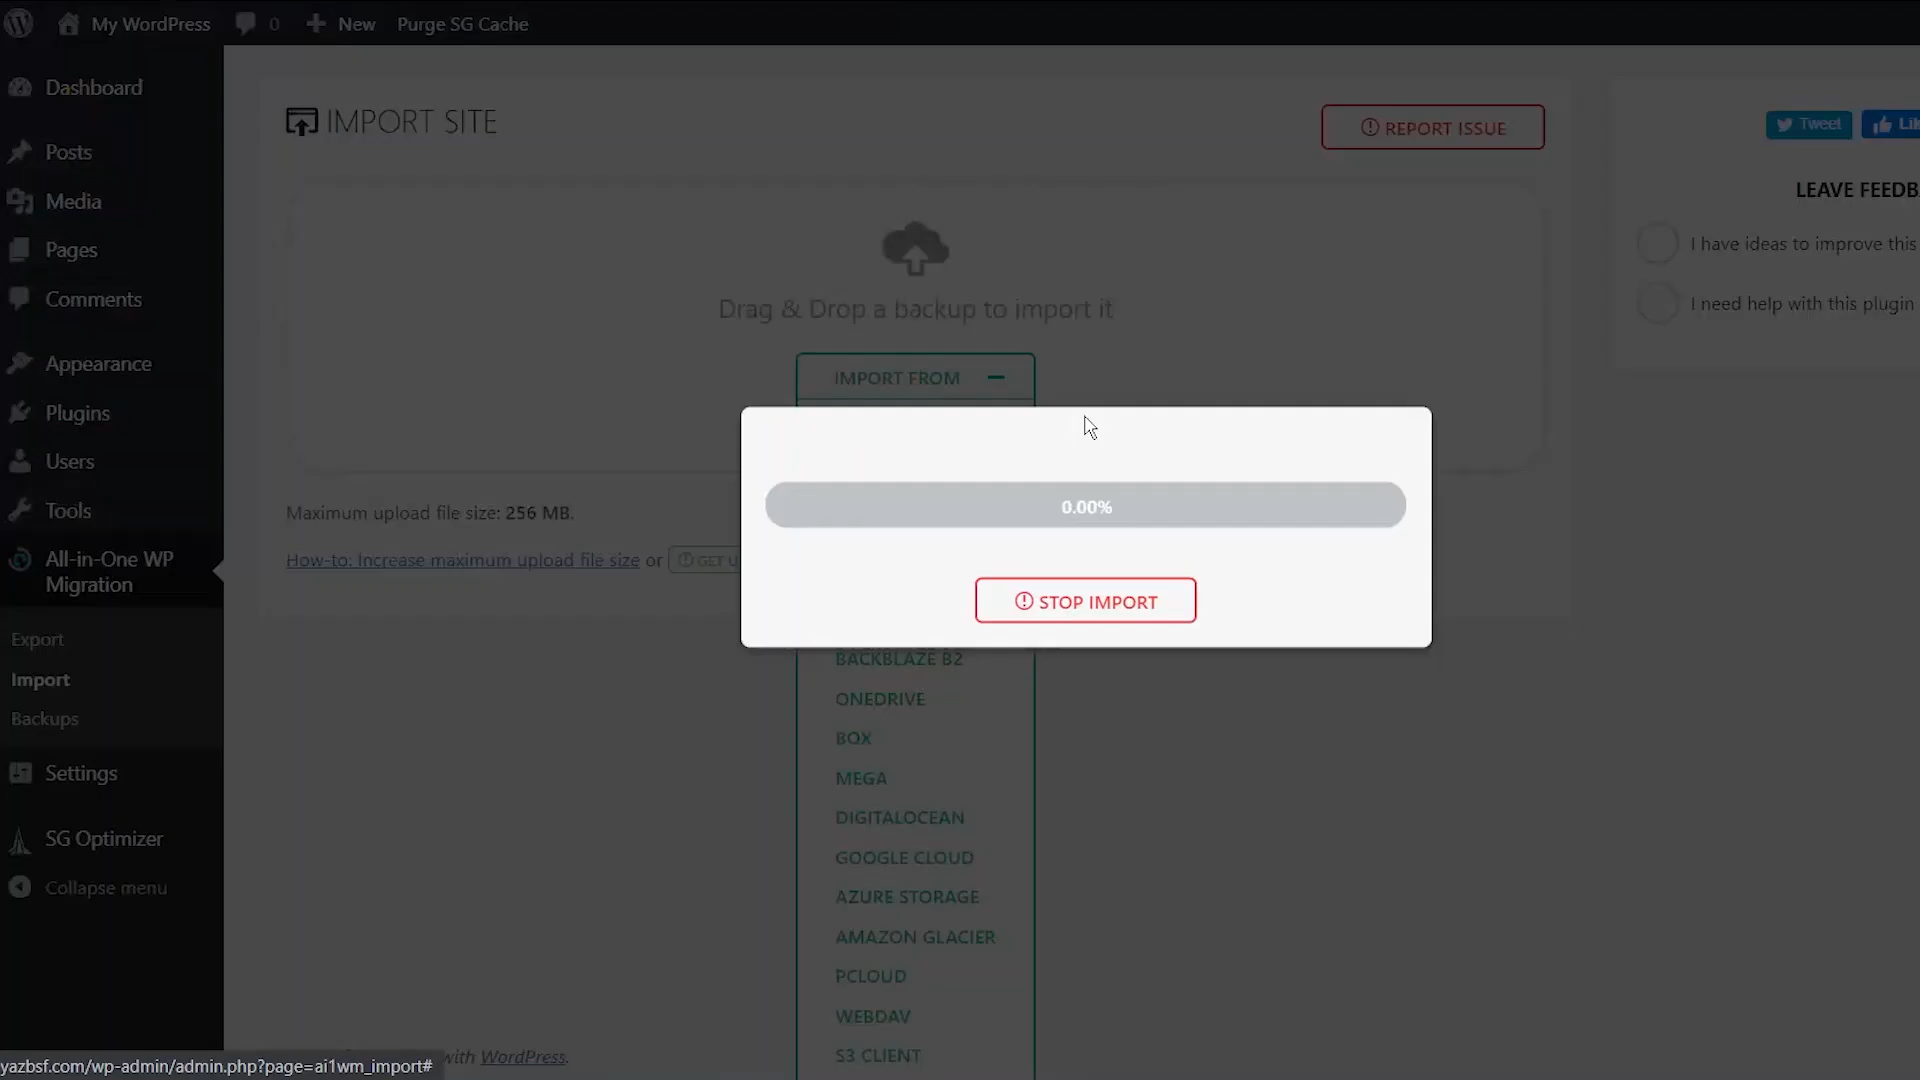 My WordPress 0 New Purge SG Cache
Dashboard
Posts
Media
Pages
Comments
Appearance
Plugins
Users
Tools
All-in-One WP
Migration
Export
Import
Backups
Settings
SG Optimizer
Collapse menu
IMPORT SITE
REPORT ISSUE
Drag & Drop a backup to import it
IMPORT FROM
Maximum upload file size: 256 MB.
How-to: Increase maximum upload file size or GET U
0.00%
STOP IMPORT
BACKBLAZE B2
ONEDRIVE
BOX
MEGA
DIGITALOCEAN
GOOGLE CLOUD
AZURE STORAGE
AMAZON GLACIER
PCLOUD
WEBDAV
S3 CLIENT
Tweet Lik
LEAVE FEEDB
I have ideas to improve this
I need help with this plugin
with WordPress.
yazbsf.com/wp-admin/admin.php?page=ai1wm_import#